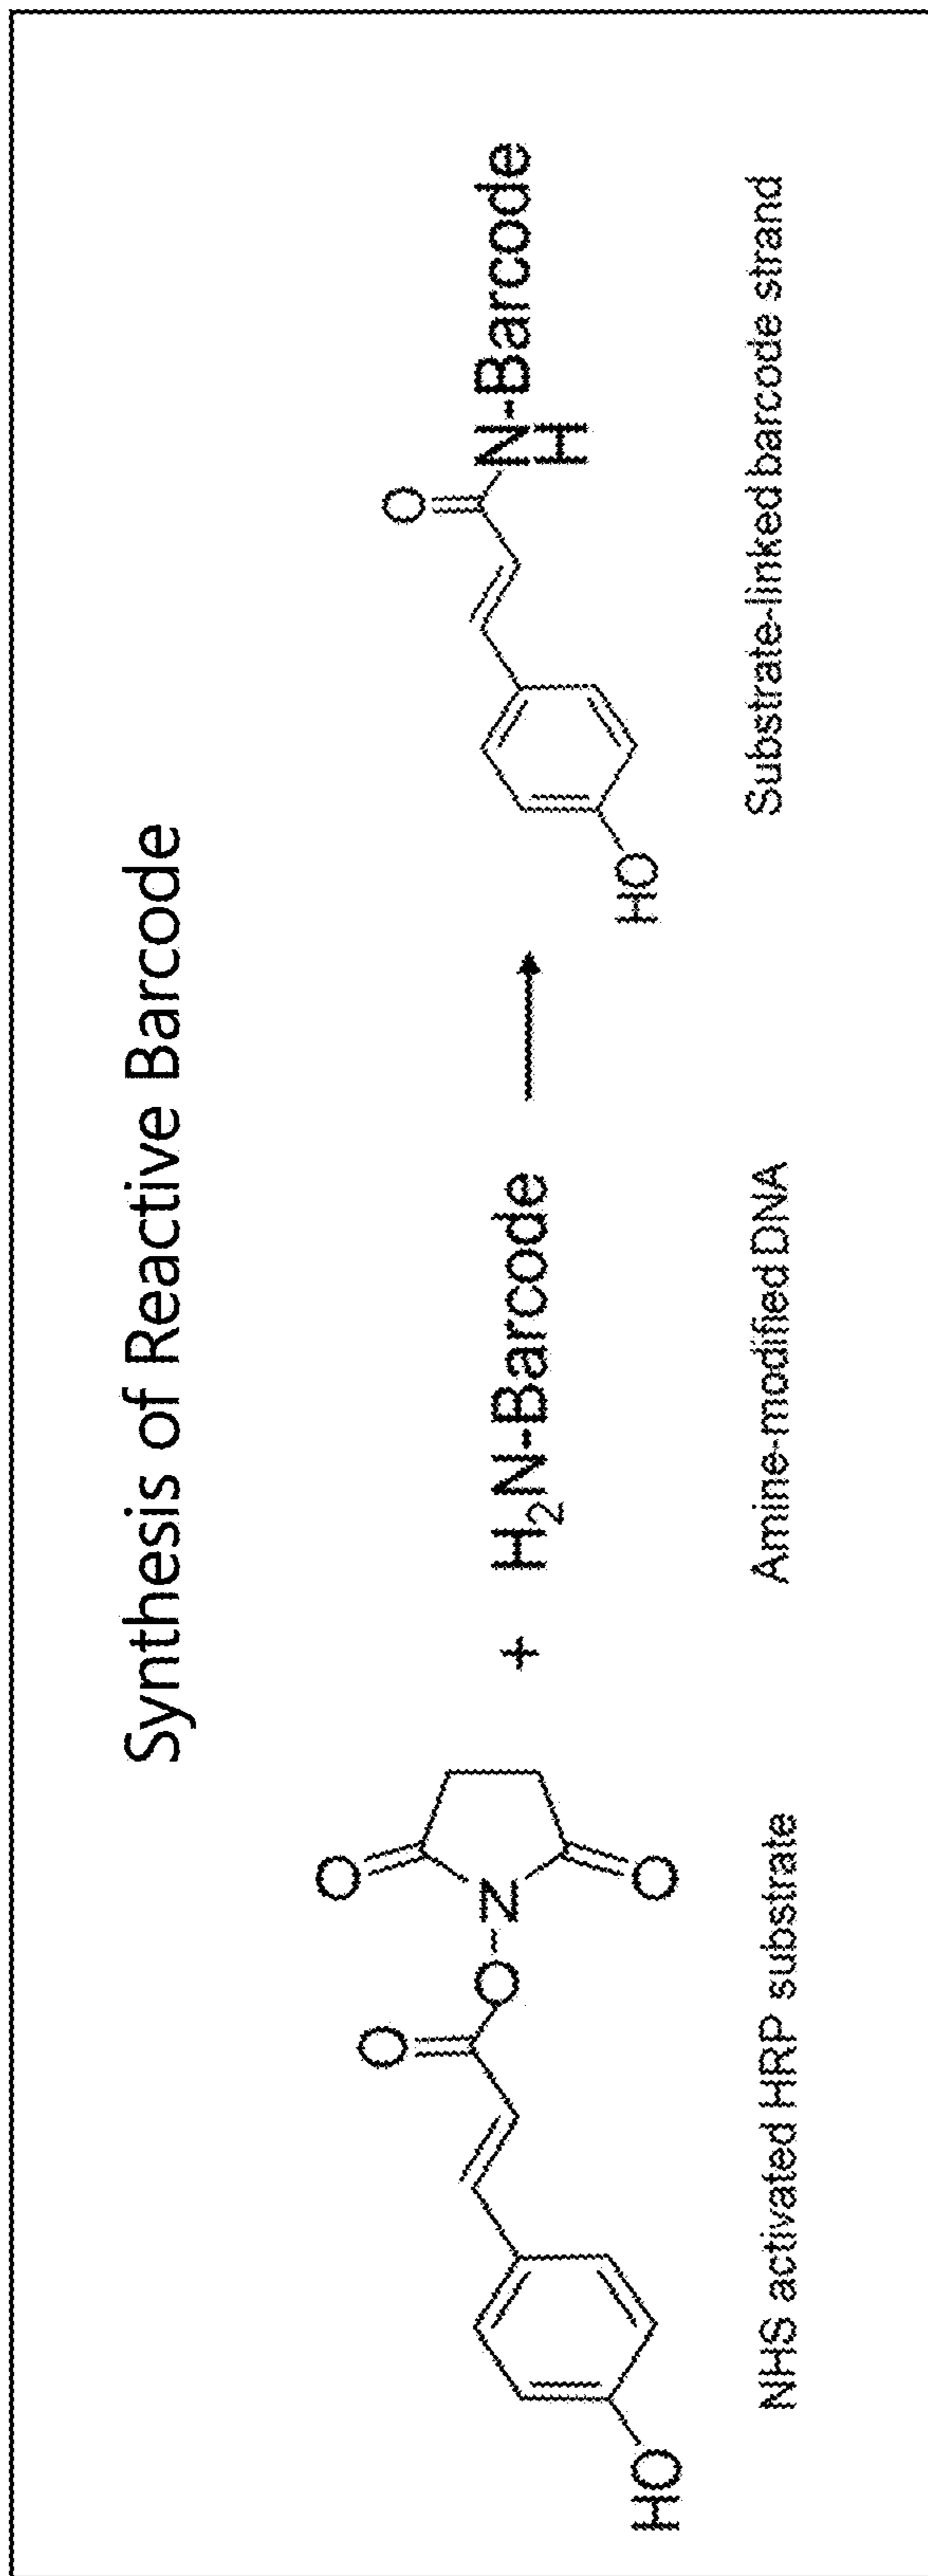 Synthesis of Reactive Barcode
O
O
O
N
O
HO
+
H₂N-Barcode
O
N-Barcode
H
HO
NHS activated HRP substrate
Amine-modified DNA
Substrate-linked barcode strand